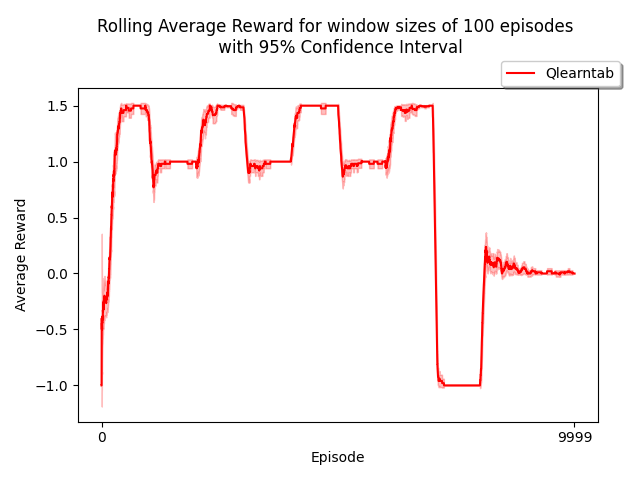 Rolling Average Reward for window sizes of 100 episodes
with 95% Confidence Interval
Qlearntab
1.5
1.0
0.5
0.0
−0.5
−1.0
Average Reward
0
9999
Episode